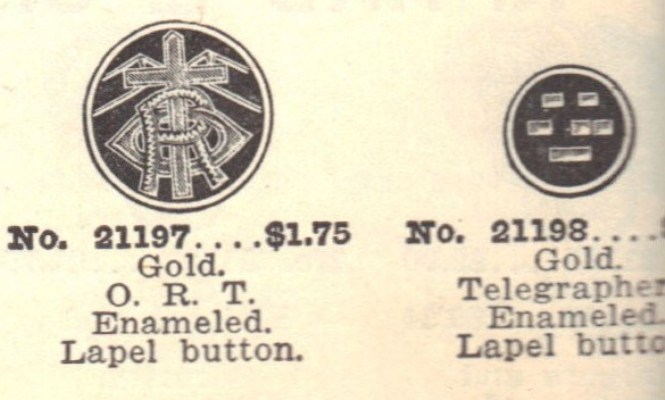 No. 21197....$1.75
Gold.
O. R. T.
Enameled.
Lapel button.
No. 21198....
Gold.
Telegrapher
Enameled.
Lapel butto